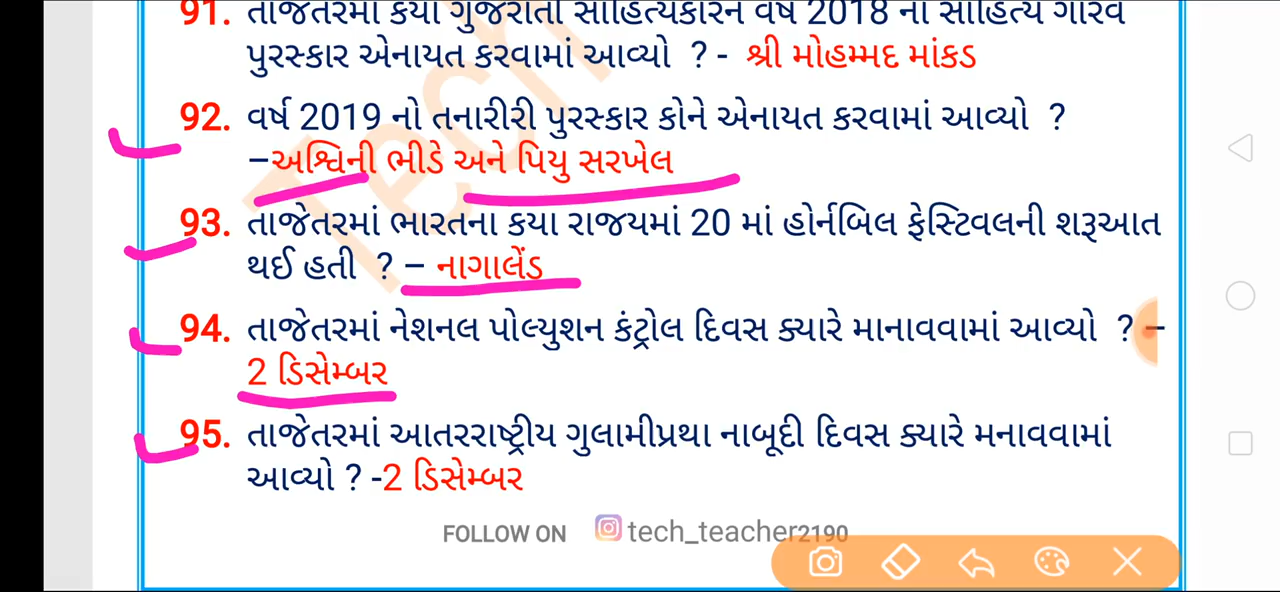 91. તાજેતરમાં કયા ગુજરાતી સાહિત્યકારને વર્ષ 2018 નો સાહિત્ય ગૌરવ
પુરસ્કાર એનાયત કરવામાં આવ્યો ? - શ્રી મોહમ્મદ માંકડ
92. વર્ષ 2019 નો તનારીરી પુરસ્કાર કોને એનાયત કરવામાં આવ્યો ?
–અશ્વિની ભીડે અને પિયુ સરખેલ
93. તાજેતરમાં ભારતના કયા રાજયમાં 20 માં હોર્નબિલ ફેસ્ટિવલની શરૂઆત
થઈ હતી ? – નાગાલેંડ
94. તાજેતરમાં નેશનલ પોલ્યુશન કંટ્રોલ દિવસ ક્યારે માનાવવામાં આવ્યો ? –
2 ડિસેમ્બર
95. તાજેતરમાં આતરરાષ્ટ્રીય ગુલામીપ્રથા નાબૂદી દિવસ ક્યારે મનાવવામાં
આવ્યો ? -2 ડિસેમ્બર
FOLLOW ON tech_teacher2190
Tech